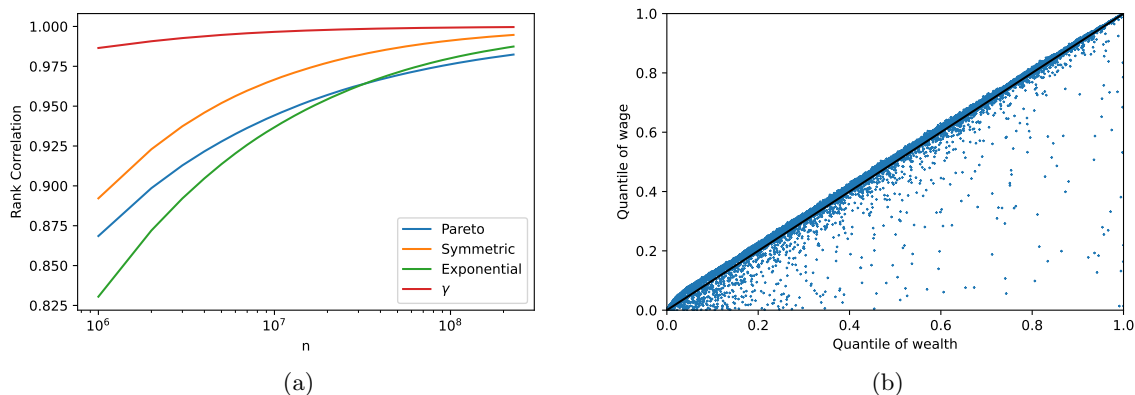 1.000
0.975
0.950
0.925
0.900
0.875
0.850
0.825
Rank Correlation
10^6
10^7
10^8
n
Pareto
Symmetric
Exponential
γ
(a)
1.0
0.8
0.6
0.4
0.2
0.0
Quantile of wage
0.0
0.2
0.4
0.6
0.8
1.0
Quantile of wealth
(b)